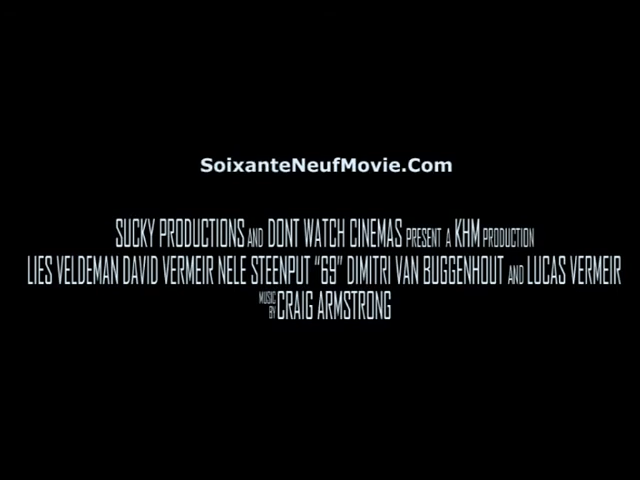 SoixanteNeufMovie.Com
SUCKY PRODUCTIONS AND DONT WATCH CINEMAS PRESENT A KHM PRODUCTION
LIES VELDEMAN DAVID VERMEIR NELE STEENPUT “69” DIMITRI VAN BUGGENHOUT AND LUCAS VERMEIR
MUSIC BY CRAIG ARMSTRONG